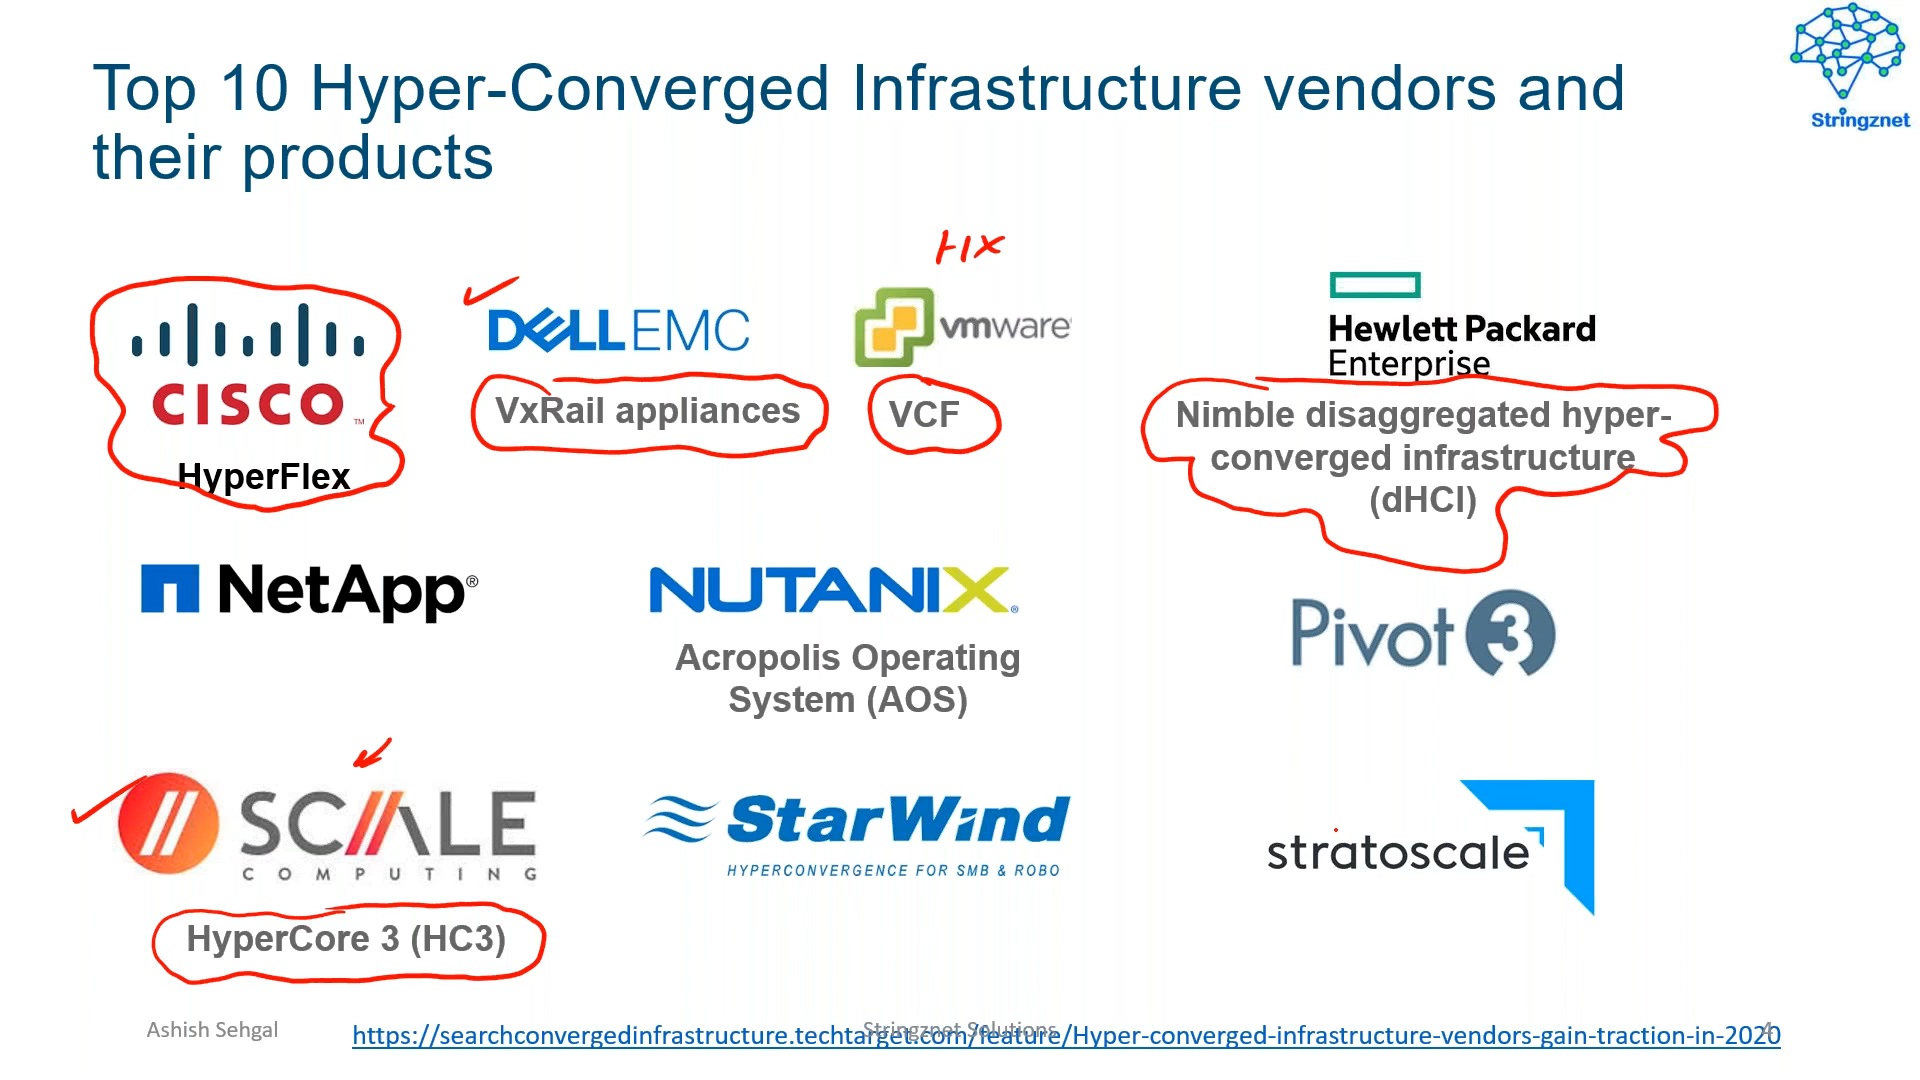 Top 10 Hyper-Converged Infrastructure vendors and
their products
Stringznet
HX
CISCO™
HyperFlex
DELLEMC
VxRail appliances
vmware®
VCF
Hewlett Packard
Enterprise
Nimble disaggregated hyper-
converged infrastructure
(dHCI)
NetApp®
NUTANIX®
Acropolis Operating
System (AOS)
Pivot3
SCALE
COMPUTING
HyperCore 3 (HC3)
StarWind
HYPERCONVERGENCE FOR SMB & ROBO
stratoscale
Ashish Sehgal
Stringznet Solutions
4
https://searchconvergedinfrastructure.techtarget.com/feature/Hyper-converged-infrastructure-vendors-gain-traction-in-2020